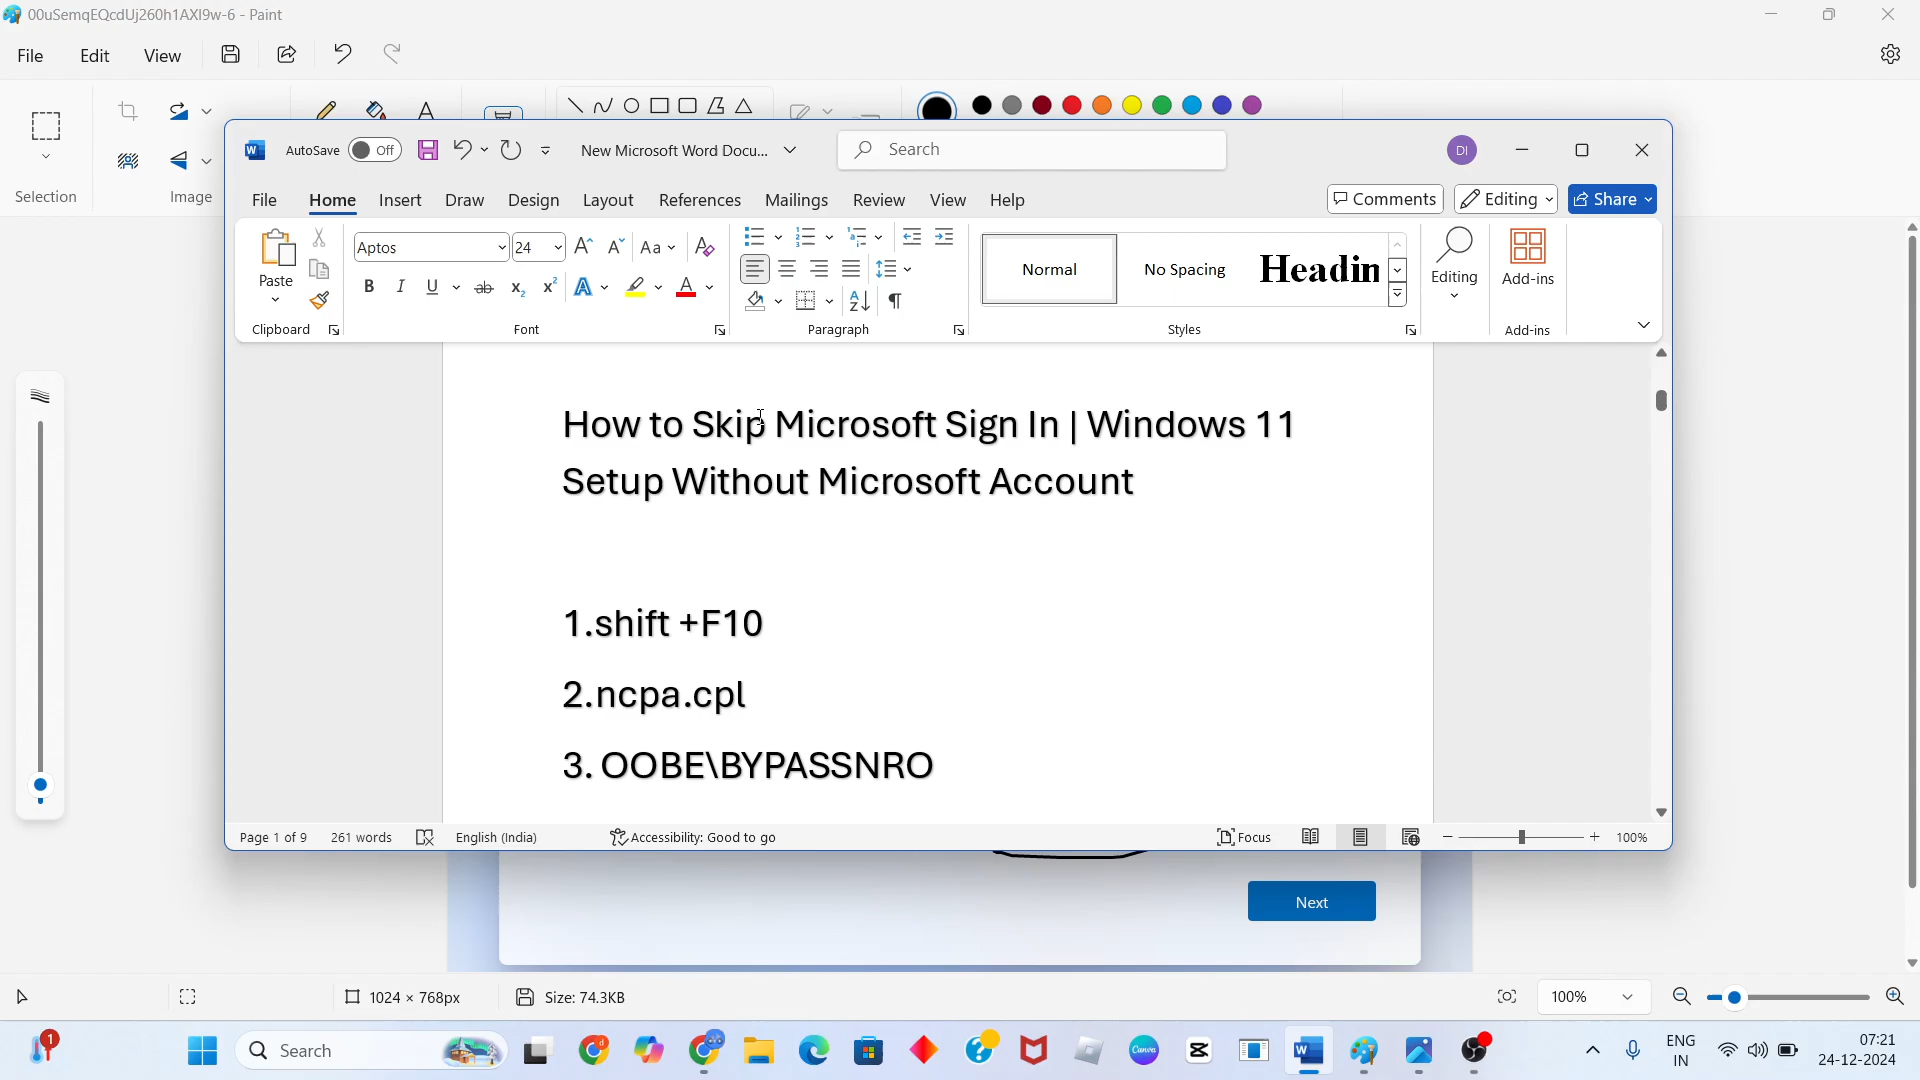 00uSemqEQcdUj260h1AXI9w-6 - Paint
File Edit View
Selection Image
AutoSave Off New Microsoft Word Docu... Search DI
File Home Insert Draw Design Layout References Mailings Review View Help Comments Editing Share
Paste Aptos 24 Aa Normal No Spacing Headin Editing Add-ins
Clipboard Font Paragraph Styles Add-ins
How to Skip Microsoft Sign In | Windows 11
Setup Without Microsoft Account
1.shift +F10
2.ncpa.cpl
3. OOBE\BYPASSNRO
Page 1 of 9 261 words English (India) Accessibility: Good to go Focus 100%
Next
1024 × 768px Size: 74.3KB 100%
1 Search Canva ENG 07:21
IN 24-12-2024